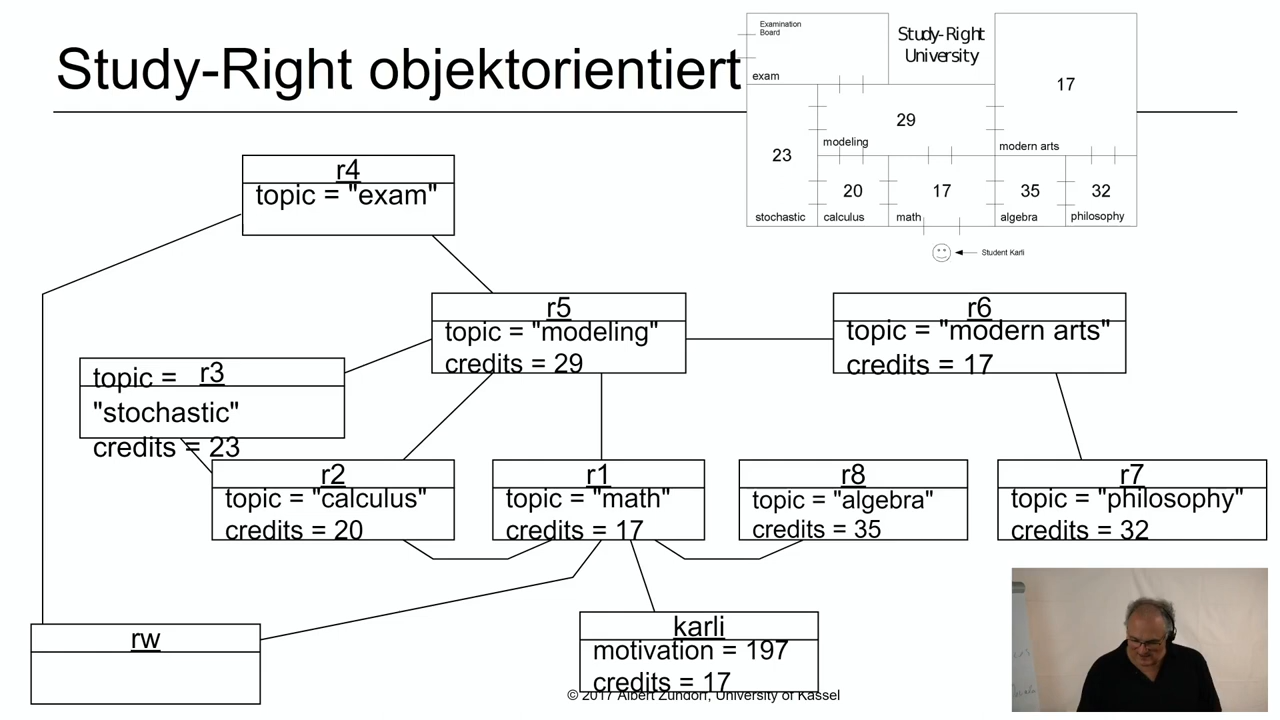 Study-Right objektorientiert
Examination
Board
exam
Study-Right
University
17
29
modeling
modern arts
23
20
17
35
32
stochastic
calculus
math
algebra
philosophy
Student Karli
r4
topic = "exam"
r5
topic = "modeling"
credits = 29
r6
topic = "modern arts"
credits = 17
r3
topic =
"stochastic"
credits = 23
r2
topic = "calculus"
credits = 20
r1
topic = "math"
credits = 17
r8
topic = "algebra"
credits = 35
r7
topic = "philosophy"
credits = 32
rw
karli
motivation = 197
credits = 17
© 2017 Albert Zündorf, University of Kassel